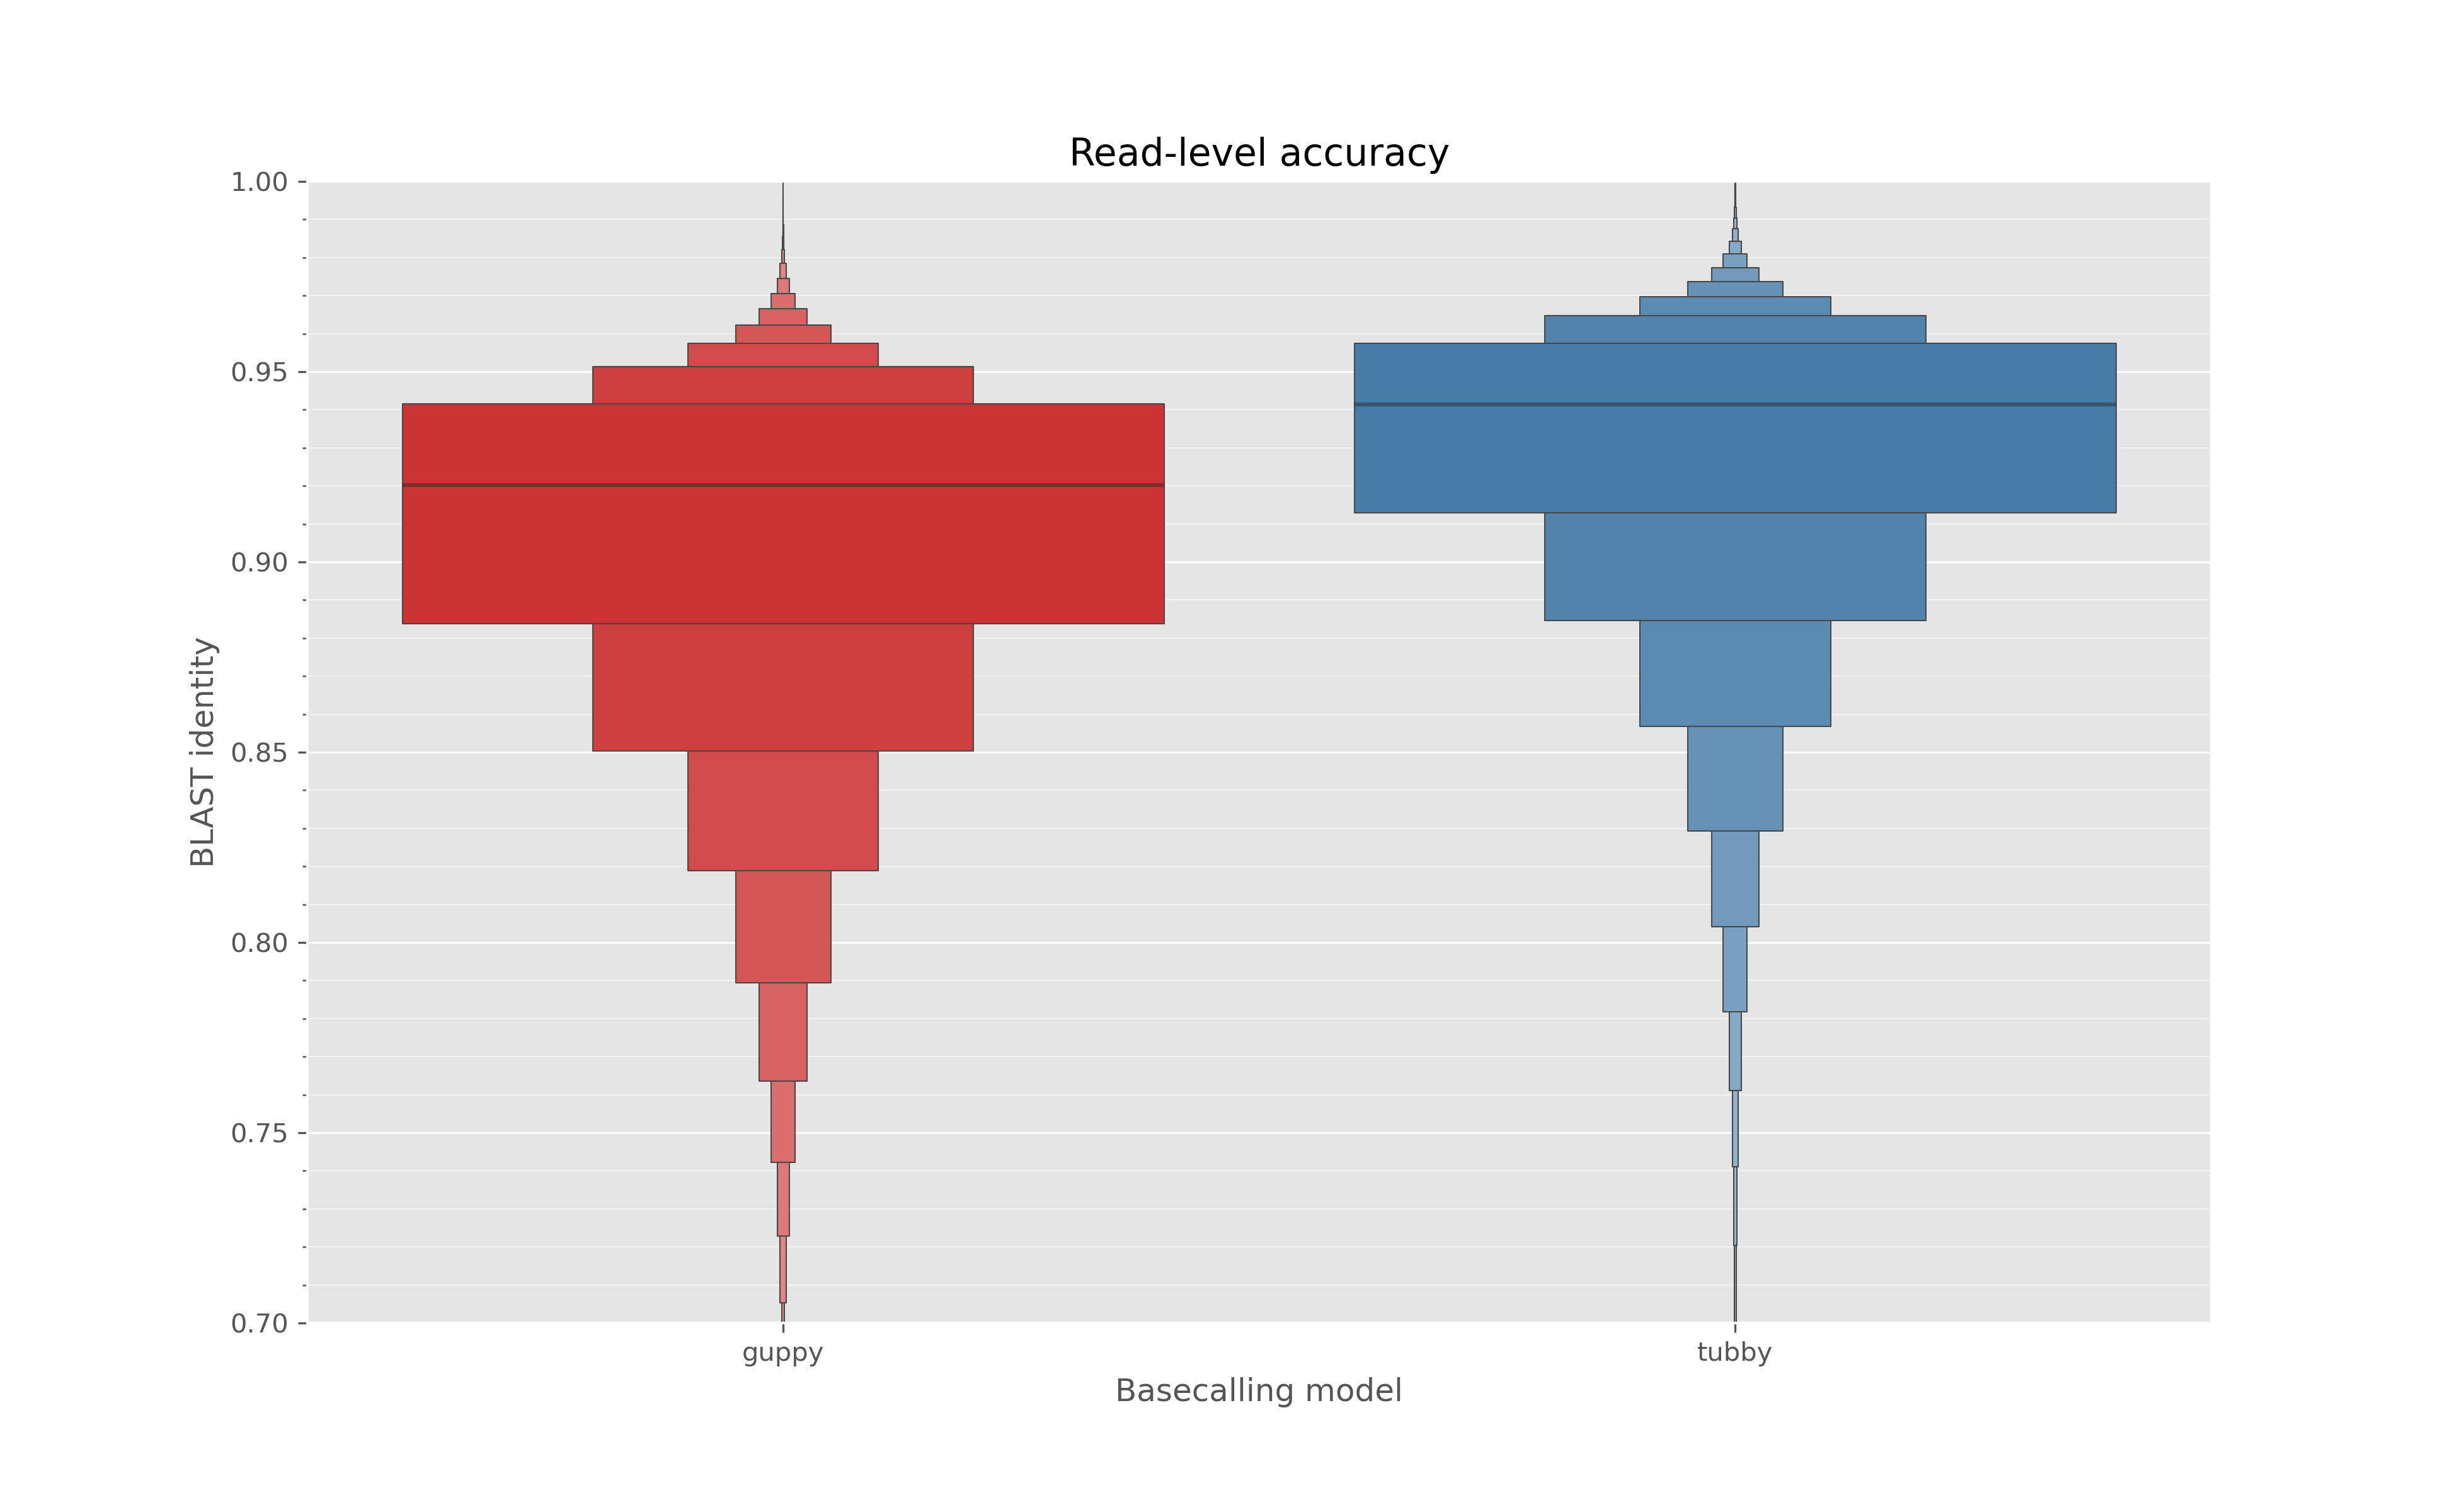 Read-level accuracy
1.00
0.95
0.90
0.85
0.80
0.75
0.70
BLAST identity
guppy
tubby
Basecalling model